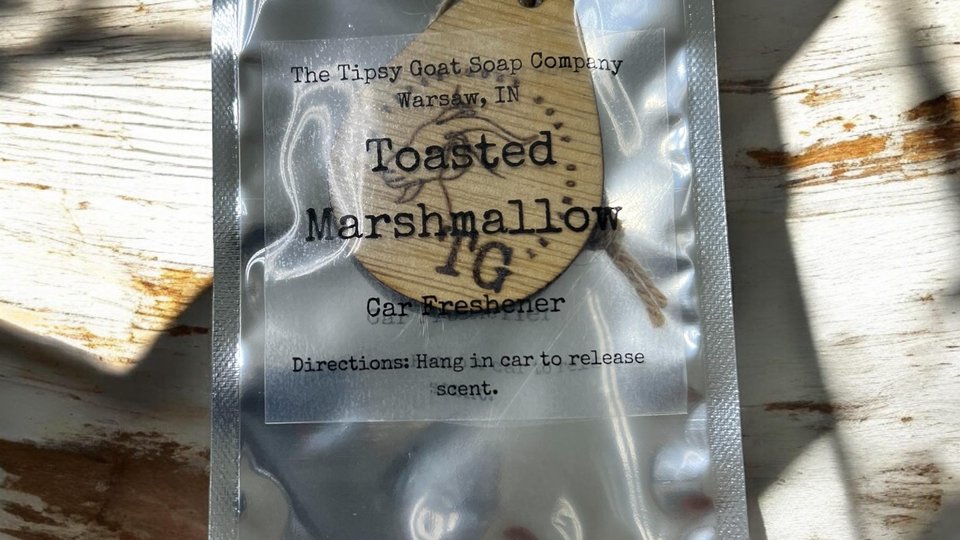 The Tipsy Goat Soap Company
Warsaw, IN
Toasted
Marshmallow
TG
Car Freshener
Directions: Hang in car to release
scent.